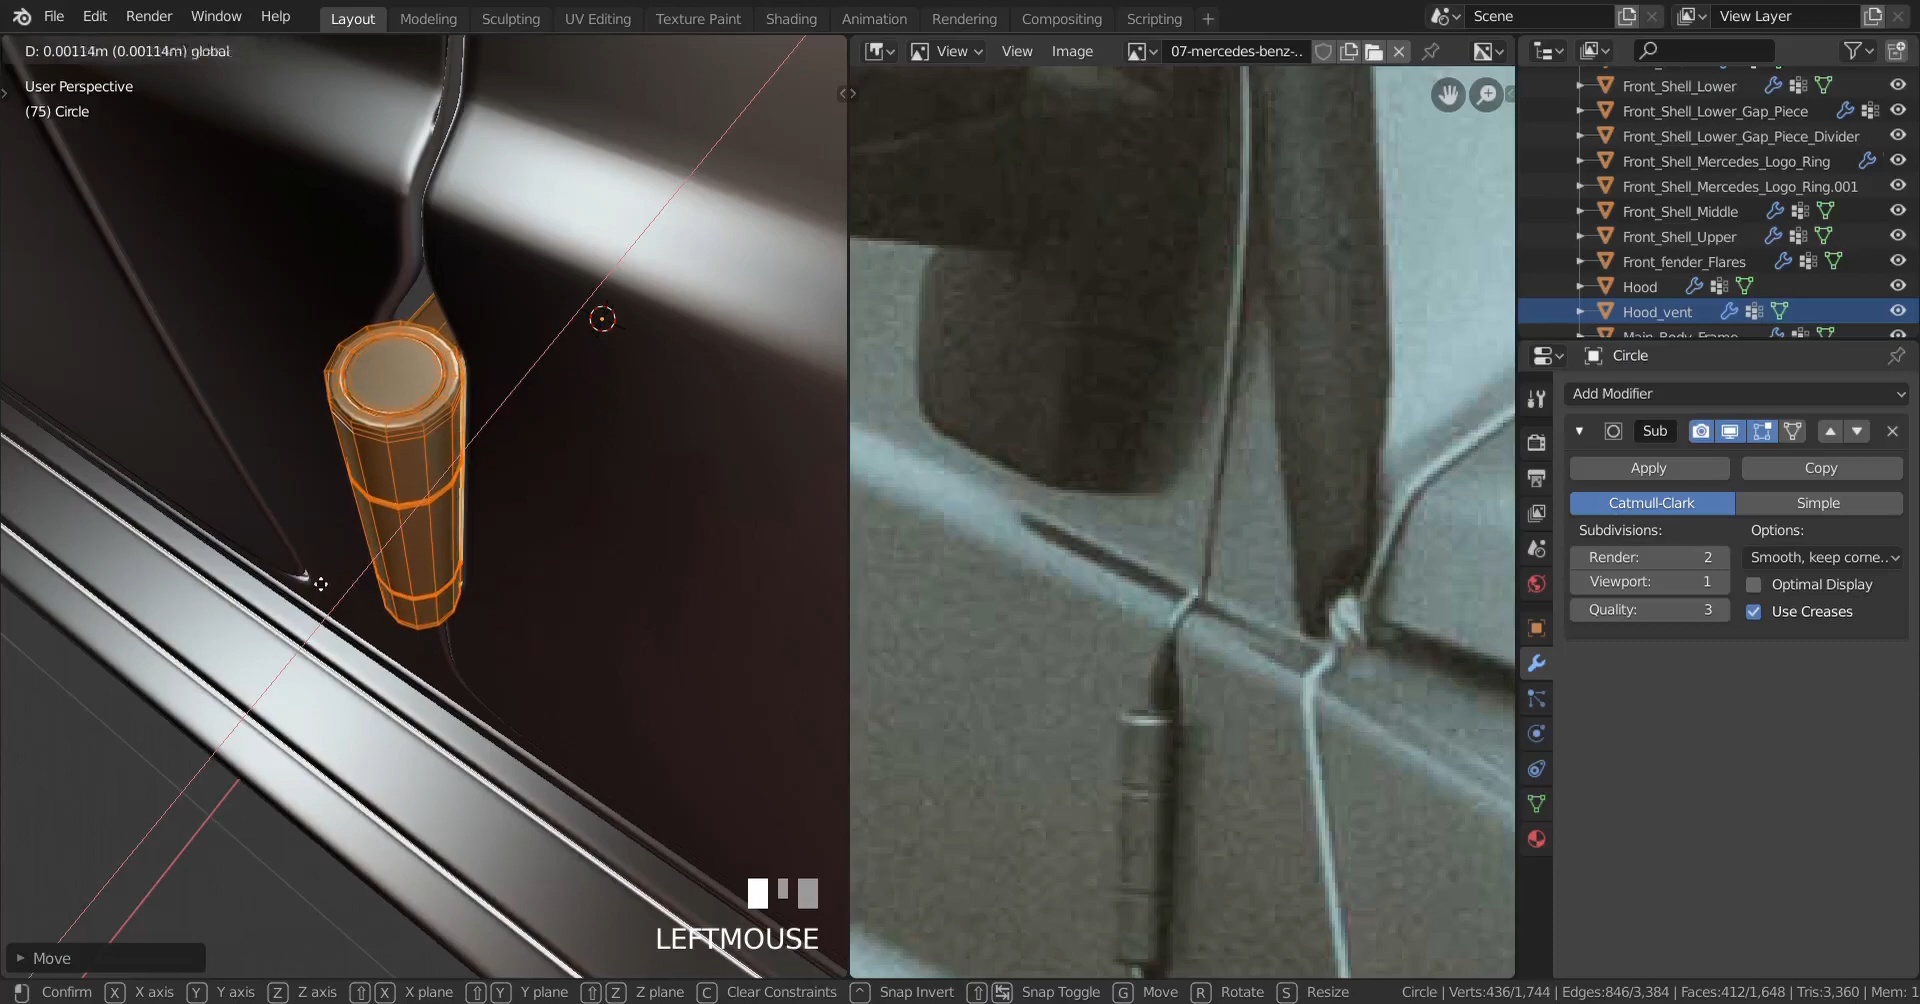 File Edit Render Window Help Layout Modeling Sculpting UV Editing Texture Paint Shading Animation Rendering Compositing Scripting + Scene View Layer
D: 0.00114m (0.00114m) global
View View Image 07-mercedes-benz-..
User Perspective
(75) Circle
Front_Shell_Lower
Front_Shell_Lower_Gap_Piece
Front_Shell_Lower_Gap_Piece_Divider
Front_Shell_Mercedes_Logo_Ring
Front_Shell_Mercedes_Logo_Ring.001
Front_Shell_Middle
Front_Shell_Upper
Front_fender_Flares
Hood
Hood_vent
Main_Body_Frame
Circle
Add Modifier
Sub
Apply Copy
Catmull-Clark Simple
Subdivisions: Options:
Render: 2 Smooth, keep corne..
Viewport: 1 Optimal Display
Quality: 3 Use Creases
LEFTMOUSE
Move
Confirm X X axis Y Y axis Z Z axis X X plane Y Y plane Z Z plane C Clear Constraints Snap Invert Snap Toggle G Move R Rotate S Resize Circle | Verts:436/1,744 | Edges:846/3,384 | Faces:412/1,648 | Tris:3,360 | Mem: 1